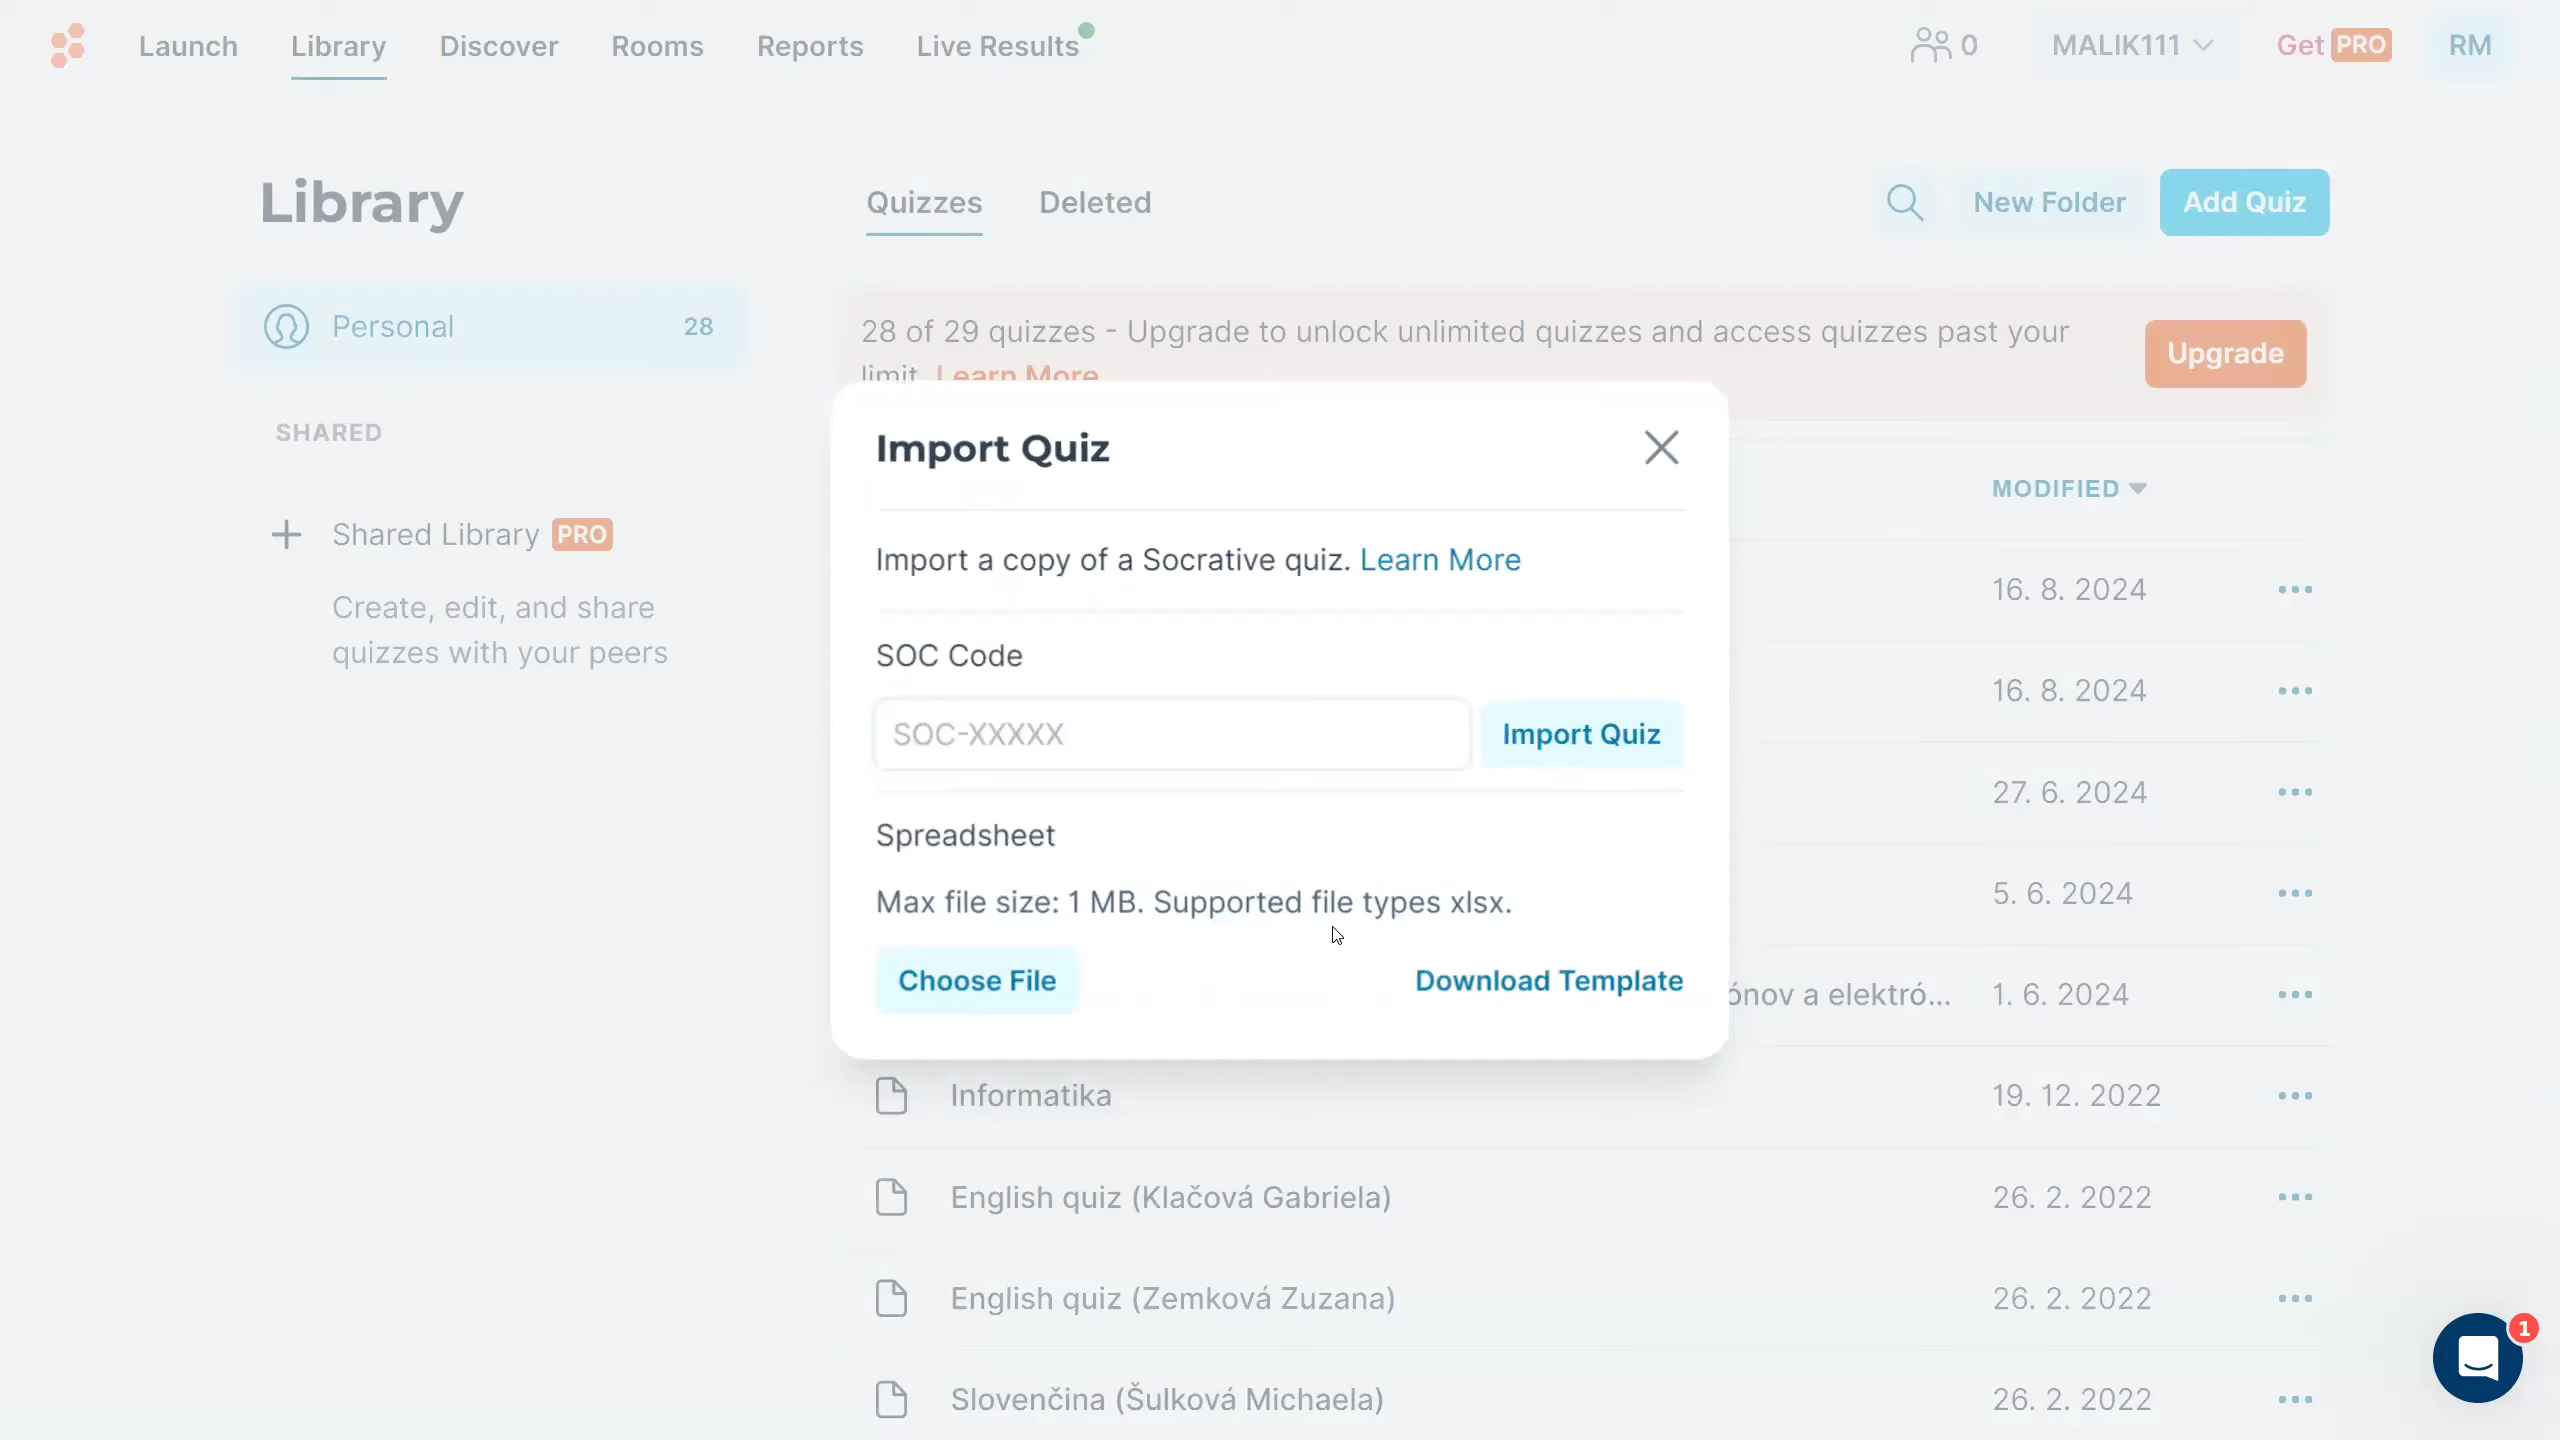 Launch Library Discover Rooms Reports Live Results 0 MALIK111 Get PRO RM
Library
Quizzes Deleted New Folder Add Quiz
Personal 28
28 of 29 quizzes - Upgrade to unlock unlimited quizzes and access quizzes past your
limit. Learn More
Upgrade
SHARED
Shared Library PRO
Create, edit, and share
quizzes with your peers
Import Quiz
Import a copy of a Socrative quiz. Learn More
SOC Code
SOC-XXXXX Import Quiz
Spreadsheet
Max file size: 1 MB. Supported file types xlsx.
Choose File Download Template
MODIFIED
16. 8. 2024
16. 8. 2024
27. 6. 2024
5. 6. 2024
ónov a elektró... 1. 6. 2024
Informatika 19. 12. 2022
English quiz (Klačová Gabriela) 26. 2. 2022
English quiz (Zemková Zuzana) 26. 2. 2022
Slovenčina (Šulková Michaela) 26. 2. 2022
1